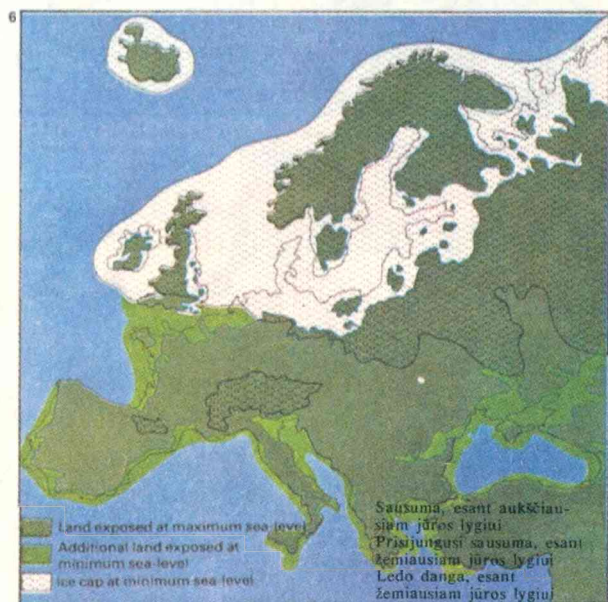 6
Land exposed at maximum sea-level
Additional land exposed at
minimum sea-level
Ice cap at minimum sea-level
Sausuma, esant aukščiau-
siam jūros lygiui
Prisijungusi sausuma, esant
žemiausiam jūros lygiui
Ledo danga, esant
žemiausiam jūros lygiui